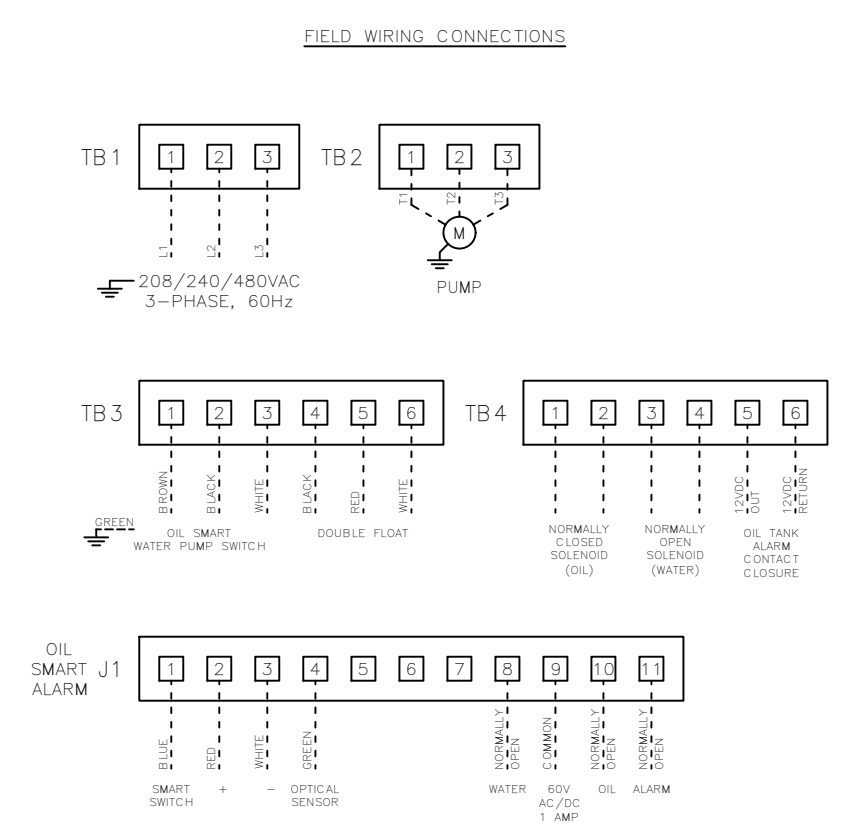 FIELD WIRING CONNECTIONS
TB1 1 2 3
L1 L2 L3
208/240/480VAC
3-PHASE, 60Hz
TB2 1 2 3
T1 T2 T3
M
PUMP
TB3 1 2 3 4 5 6
BROWN BLACK WHITE BLACK RED WHITE
GREEN
OIL SMART
WATER PUMP SWITCH
DOUBLE FLOAT
TB4 1 2 3 4 5 6
12VDC
OUT
12VDC
RETURN
NORMALLY
CLOSED
SOLENOID
(OIL)
NORMALLY
OPEN
SOLENOID
(WATER)
OIL TANK
ALARM
CONTACT
CLOSURE
OIL
SMART
ALARM
J1 1 2 3 4 5 6 7 8 9 10 11
BLUE RED WHITE GREEN
NORMALLY
OPEN
COMMON
NORMALLY
OPEN
NORMALLY
OPEN
SMART
SWITCH
+
-
OPTICAL
SENSOR
WATER
60V
AC/DC
1 AMP
OIL
ALARM